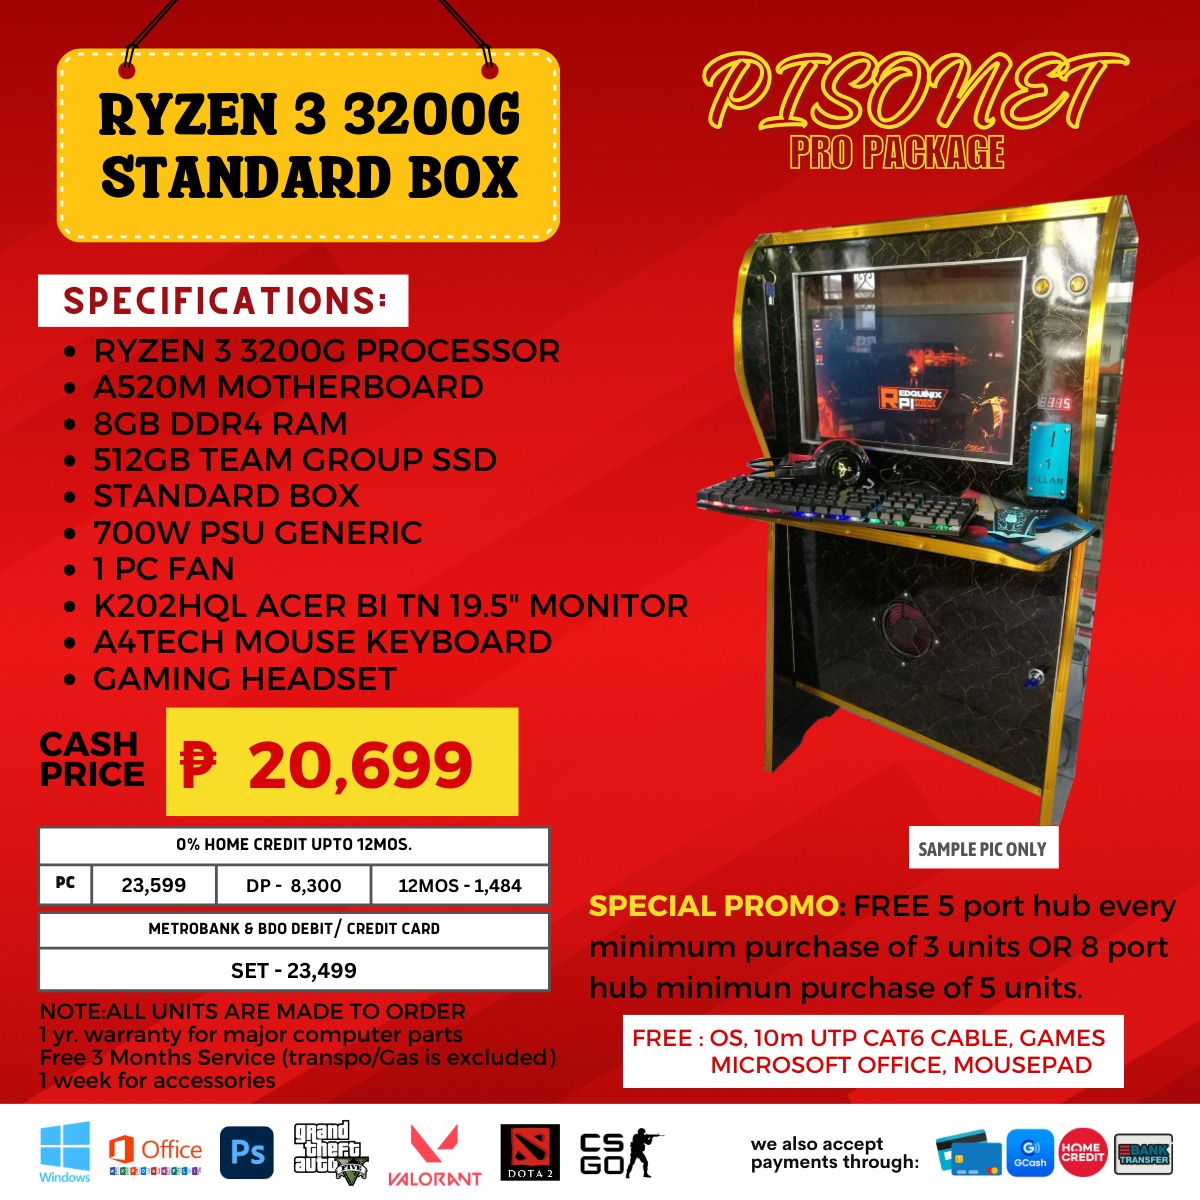 RYZEN 3 3200G
STANDARD BOX
PISONET
PRO PACKAGE
SPECIFICATIONS:
• RYZEN 3 3200G PROCESSOR
• A520M MOTHERBOARD
• 8GB DDR4 RAM
• 512GB TEAM GROUP SSD
• STANDARD BOX
• 700W PSU GENERIC
• 1 PC FAN
• K202HQL ACER BI TN 19.5" MONITOR
• A4TECH MOUSE KEYBOARD
• GAMING HEADSET
REDQUINIX
PISOBOX
ALLAN
CASH
PRICE
₱ 20,699
0% HOME CREDIT UPTO 12MOS.
PC 23,599 DP - 8,300 12MOS - 1,484
METROBANK & BDO DEBIT/ CREDIT CARD
SET - 23,499
NOTE:ALL UNITS ARE MADE TO ORDER
1 yr. warranty for major computer parts
Free 3 Months Service (transpo/Gas is excluded)
1 week for accessories
SAMPLE PIC ONLY
SPECIAL PROMO: FREE 5 port hub every
minimum purchase of 3 units OR 8 port
hub minimun purchase of 5 units.
FREE : OS, 10m UTP CAT6 CABLE, GAMES
MICROSOFT OFFICE, MOUSEPAD
Windows
Office
Ps
grand
theft
auto
FIVE
VALORANT
DOTA 2
CS
GO
we also accept
payments through:
G
GCash
HOME
CREDIT
BANK
TRANSFER